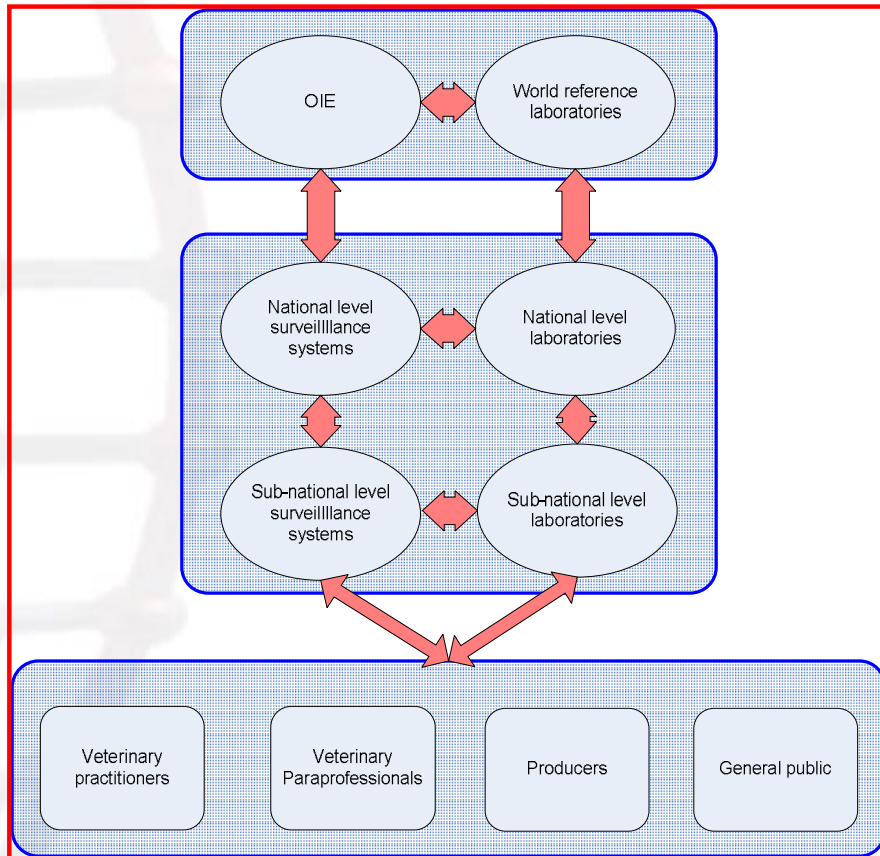 OIE
World reference
laboratories
National level
surveilllance
systems
National level
laboratories
Sub-national level
surveilllance
systems
Sub-national level
laboratories
Veterinary
practitioners
Veterinary
Paraprofessionals
Producers
General public